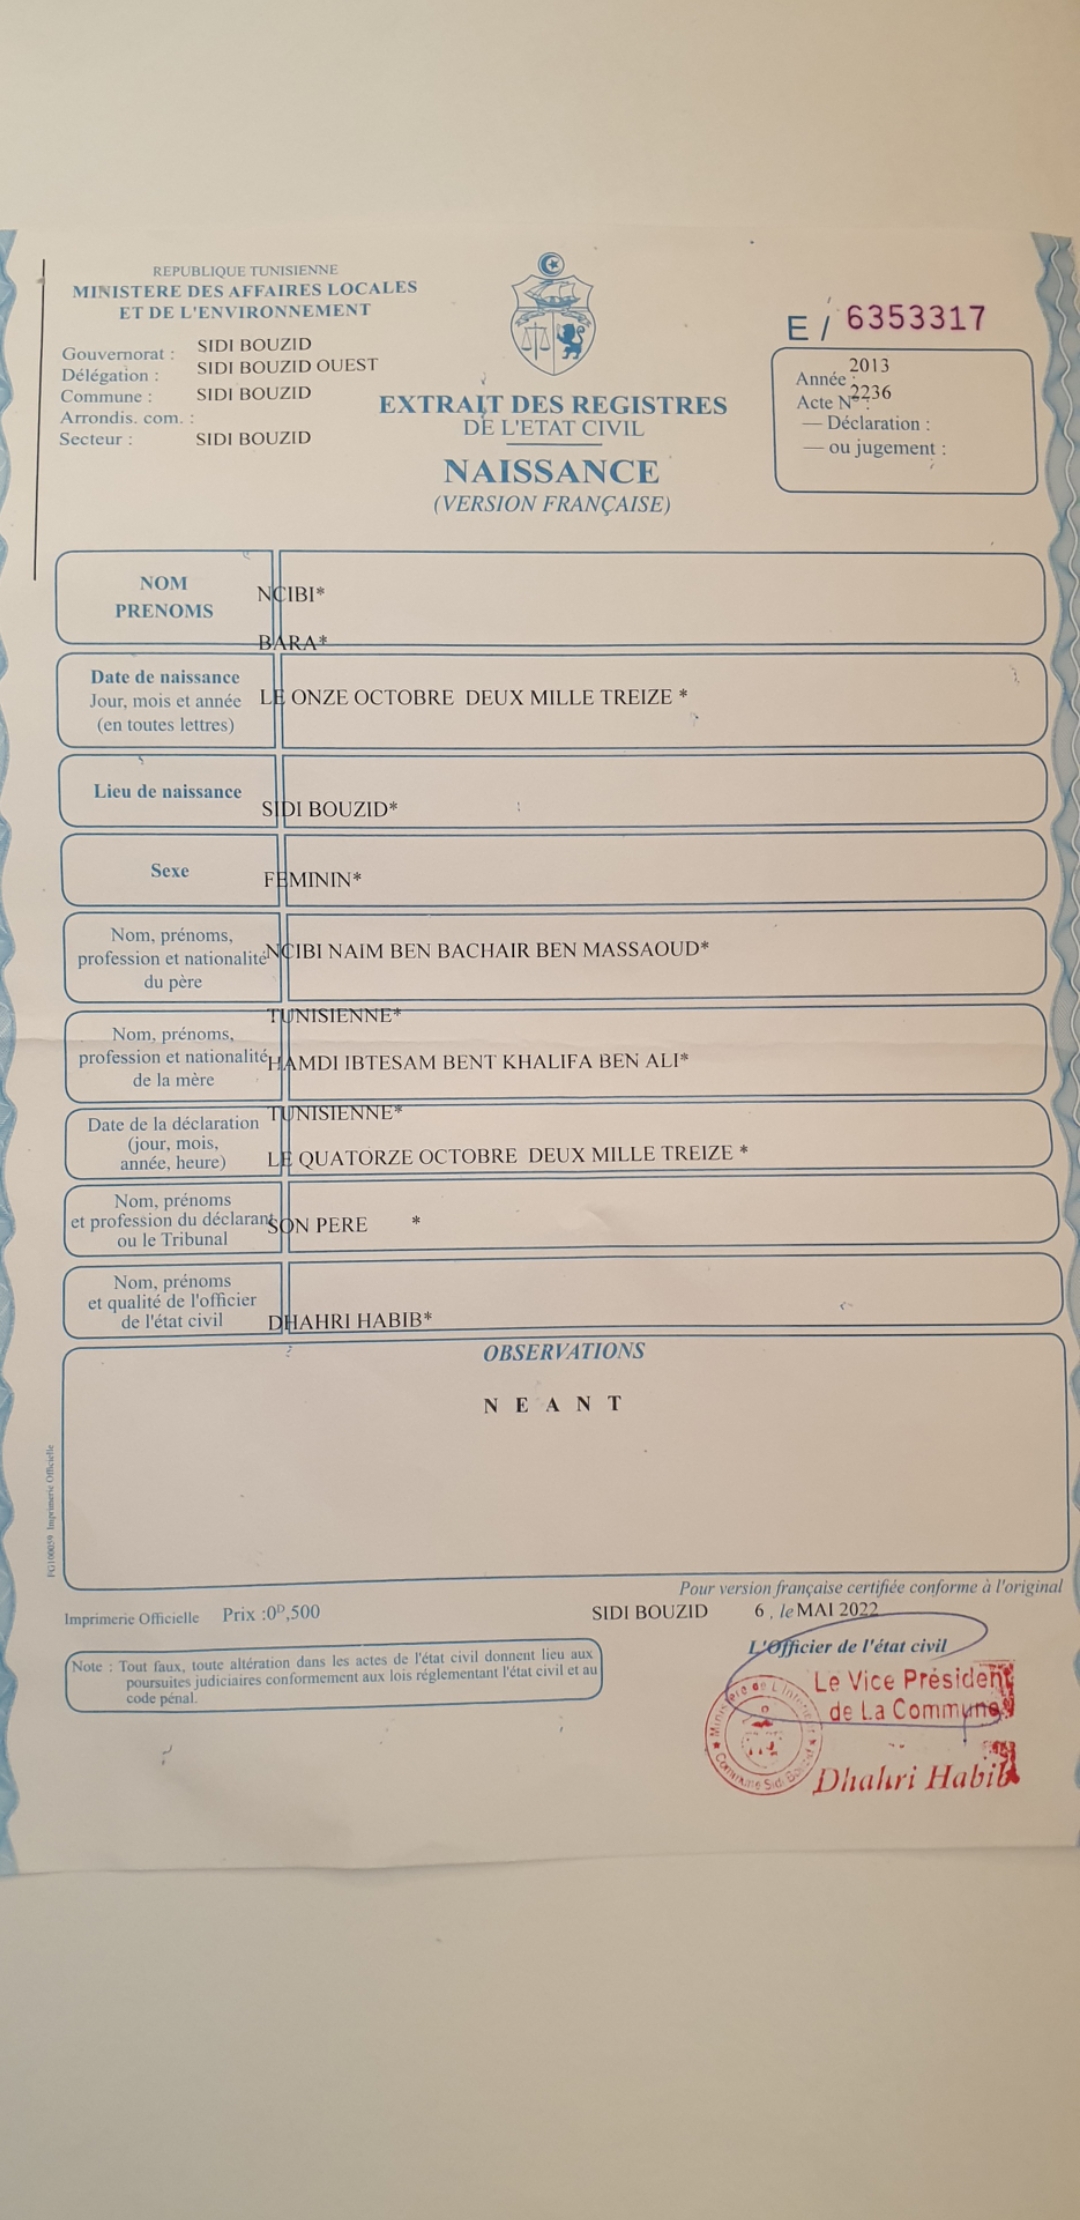 REPUBLIQUE TUNISIENNE
MINISTERE DES AFFAIRES LOCALES
ET DE L'ENVIRONNEMENT
Gouvernorat : SIDI BOUZID
Délégation : SIDI BOUZID OUEST
Commune : SIDI BOUZID
Arrondis. com. :
Secteur : SIDI BOUZID
E / 6353317
Année : 2013
Acte N° : 2236
— Déclaration :
— ou jugement :
EXTRAIT DES REGISTRES
DE L'ETAT CIVIL
NAISSANCE
(VERSION FRANÇAISE)
NOM NCIBI*
PRENOMS BARA*
Date de naissance
Jour, mois et année LE ONZE OCTOBRE DEUX MILLE TREIZE *
(en toutes lettres)
Lieu de naissance SIDI BOUZID*
Sexe FEMININ*
Nom, prénoms,
profession et nationalité NCIBI NAIM BEN BACHAIR BEN MASSAOUD*
du père
TUNISIENNE*
Nom, prénoms,
profession et nationalité HAMDI IBTESAM BENT KHALIFA BEN ALI*
de la mère
TUNISIENNE*
Date de la déclaration
(jour, mois,
année, heure) LE QUATORZE OCTOBRE DEUX MILLE TREIZE *
Nom, prénoms
et profession du déclarant SON PERE *
ou le Tribunal
Nom, prénoms
et qualité de l'officier
de l'état civil DHAHRI HABIB*
OBSERVATIONS
N E A N T
PG100059 Imprimerie Officielle
Pour version française certifiée conforme à l'original
Imprimerie Officielle Prix :0ᴰ,500
SIDI BOUZID 6 , le MAI 2022
L'Officier de l'état civil
Note : Tout faux, toute altération dans les actes de l'état civil donnent lieu aux
poursuites judiciaires conformement aux lois réglementant l'état civil et au
code pénal.
Le Vice Président
de La Commune
Ministère de L'Intérieur
Commune Sidi Bouzid
Dhahri Habib